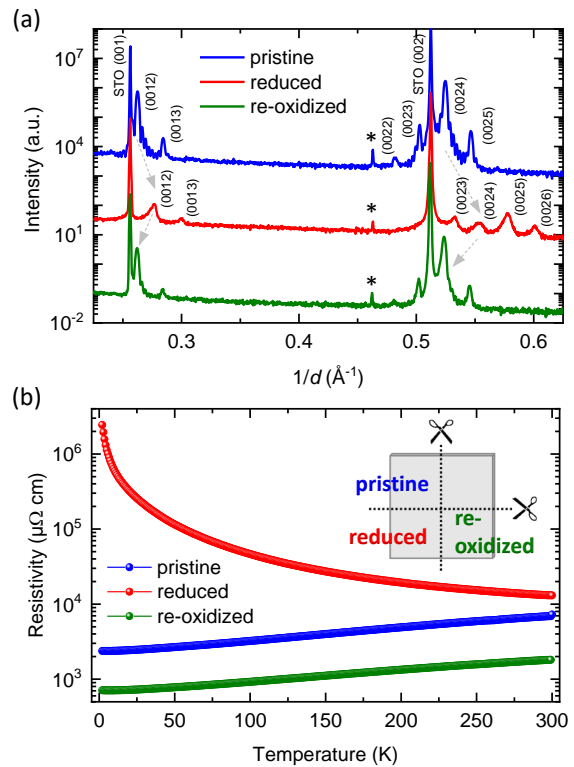 (a)
10^7
10^4
10^1
10^-2
Intensity (a.u.)
STO (001)
(0012)
(0013)
pristine
reduced
re-oxidized
*
(0022)
(0023)
STO (002)
(0024)
(0025)
(0012)
(0013)
*
(0023)
(0024)
(0025)
(0026)
*
0.3
0.4
0.5
0.6
1/d (Å^-1)
(b)
10^6
10^5
10^4
10^3
Resistivity (μΩ cm)
pristine
reduced
re-
oxidized
pristine
reduced
re-oxidized
0
50
100
150
200
250
300
Temperature (K)